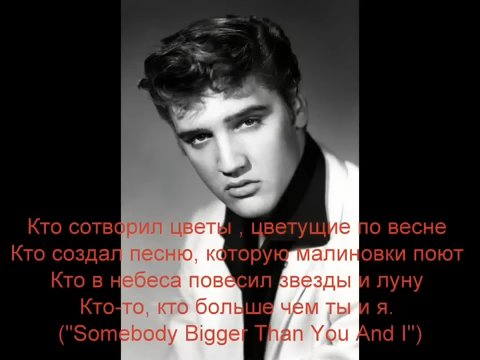 Кто сотворил цветы , цветущие по весне
Кто создал песню, которую малиновки поют
Кто в небеса повесил звезды и луну
Кто-то, кто больше чем ты и я.
("Somebody Bigger Than You And I")